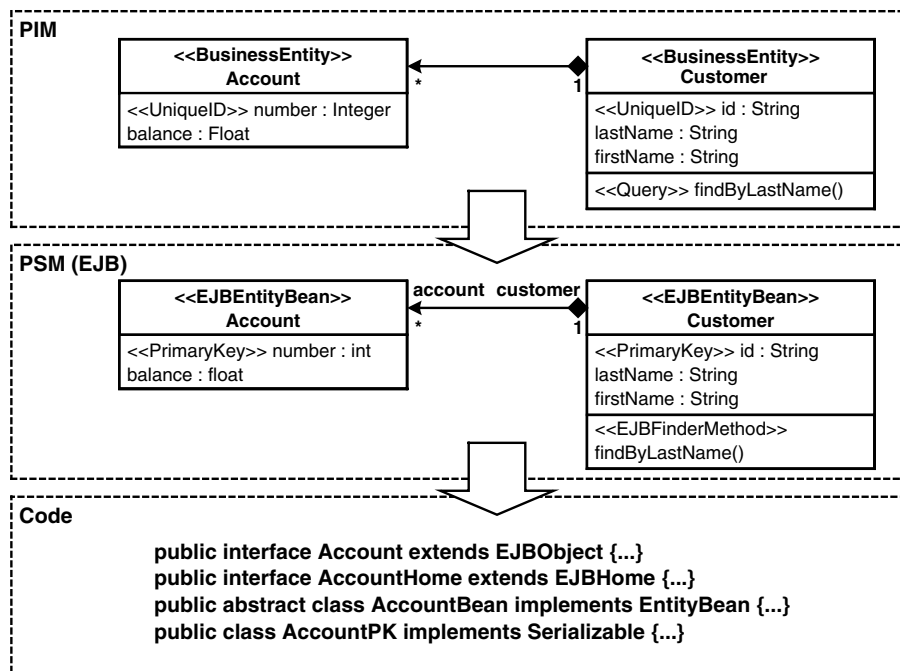 PIM
<<BusinessEntity>>
Account
<<UniqueID>> number : Integer
balance : Float
*
1
<<BusinessEntity>>
Customer
<<UniqueID>> id : String
lastName : String
firstName : String
<<Query>> findByLastName()
PSM (EJB)
<<EJBEntityBean>>
Account
<<PrimaryKey>> number : int
balance : float
account customer
*
1
<<EJBEntityBean>>
Customer
<<PrimaryKey>> id : String
lastName : String
firstName : String
<<EJBFinderMethod>>
findByLastName()
Code
public interface Account extends EJBObject {...}
public interface AccountHome extends EJBHome {...}
public abstract class AccountBean implements EntityBean {...}
public class AccountPK implements Serializable {...}